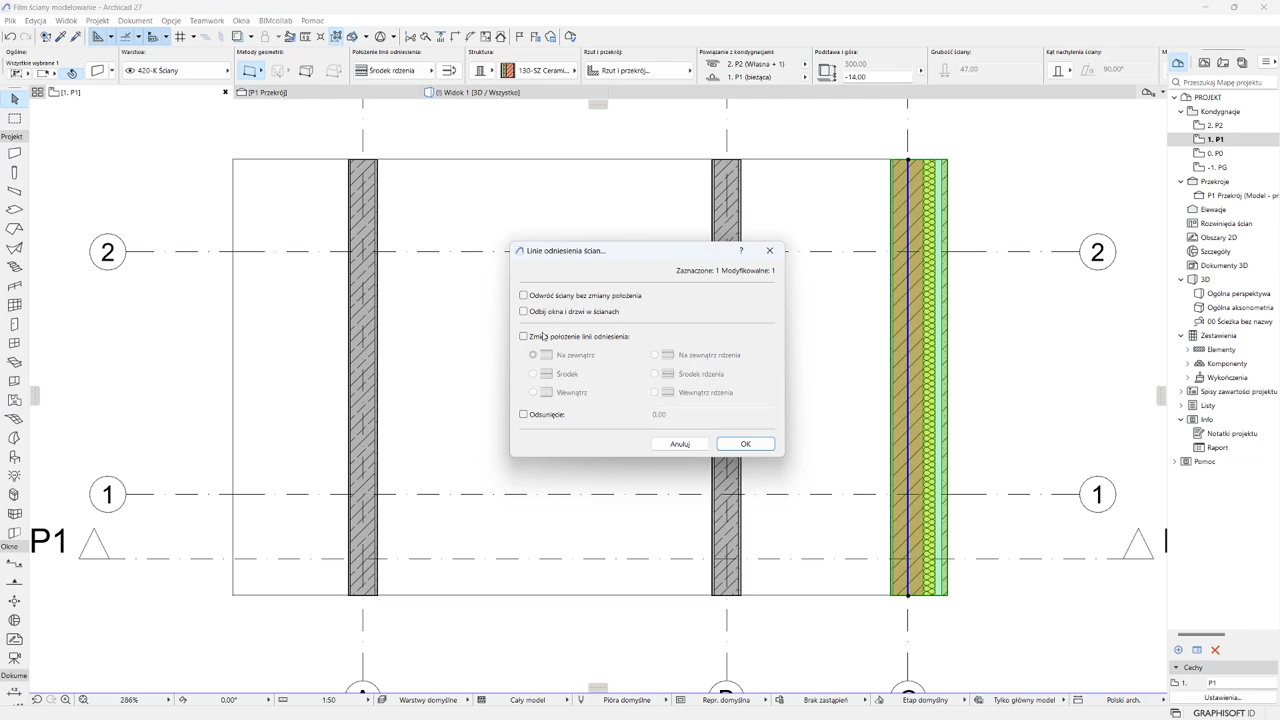 Film ściany modelowanie - Archicad 27
Plik Edycja Widok Projekt Dokument Opcje Teamwork Okna BIMcollab Pomoc
Ogólne: Warstwa: Metody geometrii: Położenie linii odniesienia: Struktura: Rzut i przekrój: Powiązanie z kondygnacjami: Podstawa i góra: Grubość ściany: Kąt nachylenia ściany:
Wszystkie wybrane 1
420-K Ściany
Środek rdzenia
130-SZ Cerami...
Rzut i przekrój...
2. P2 (Własna + 1)
1. P1 (bieżąca)
300.00
-14.00
47,00
90,00°
[1. P1]
[P1 Przekrój]
(!) Widok 1 [3D / Wszystko]
Przeszukaj Mapę projektu
Projekt
Okno
Dokume
PROJEKT
Kondygnacje
2. P2
1. P1
0. P0
-1. PG
Przekroje
P1 Przekrój (Model - pr
Elewacje
Rozwinięcia ścian
Obszary 2D
Szczegóły
Dokumenty 3D
3D
Ogólna perspektywa
Ogólna aksonometria
00 Ścieżka bez nazwy
Zestawienia
Elementy
Komponenty
Wykończenia
Spisy zawartości projektu
Listy
Info
Notatki projektu
Raport
Pomoc
2
2
1
1
P1
Linie odniesienia ścian...
?
Zaznaczone: 1 Modyfikowalne: 1
Odwróć ściany bez zmiany położenia
Odbij okna i drzwi w ścianach
Zmień położenie linii odniesienia:
Na zewnątrz
Na zewnątrz rdzenia
Środek
Środek rdzenia
Wewnątrz
Wewnątrz rdzenia
Odsunięcie:
0.00
Anuluj
OK
Cechy
1.
P1
Ustawienia...
286%
0.00°
1:50
Warstwy domyślne
Cały model
Pióra domyślne
Repr. domyślna
Brak zastąpień
Etap domyślny
Tylko główny model
Polski arch.
GRAPHISOFT ID